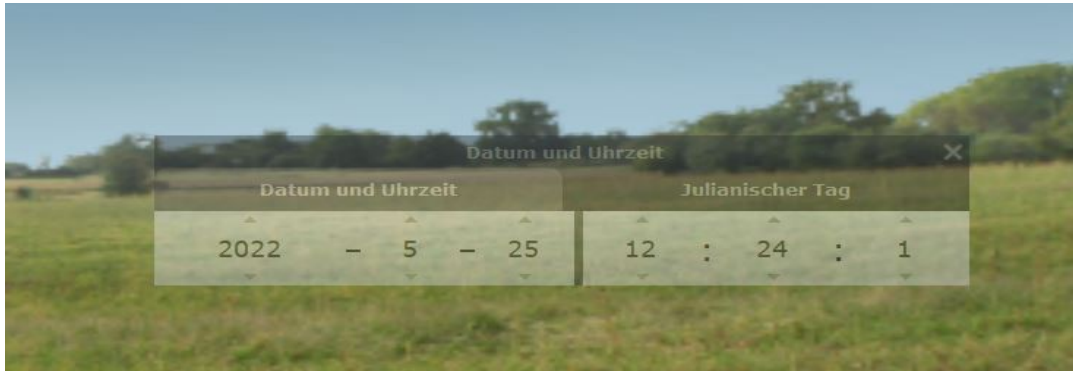 Datum und Uhrzeit
Datum und Uhrzeit Julianischer Tag
2022 – 5 – 25 12 : 24 : 1